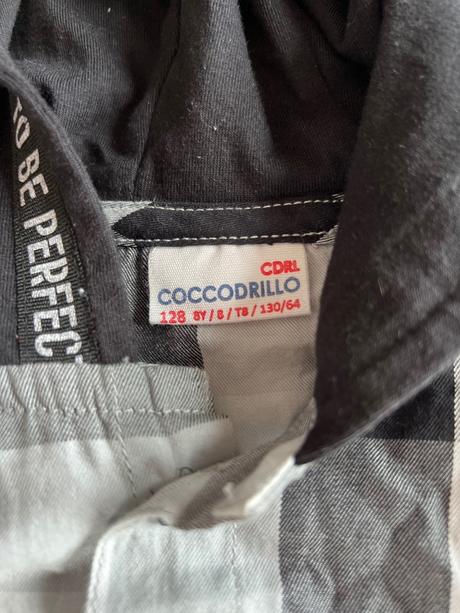 TO BE PERFECT
CDRL
COCCODRILLO
128 8Y / 8 / T8 / 130/64